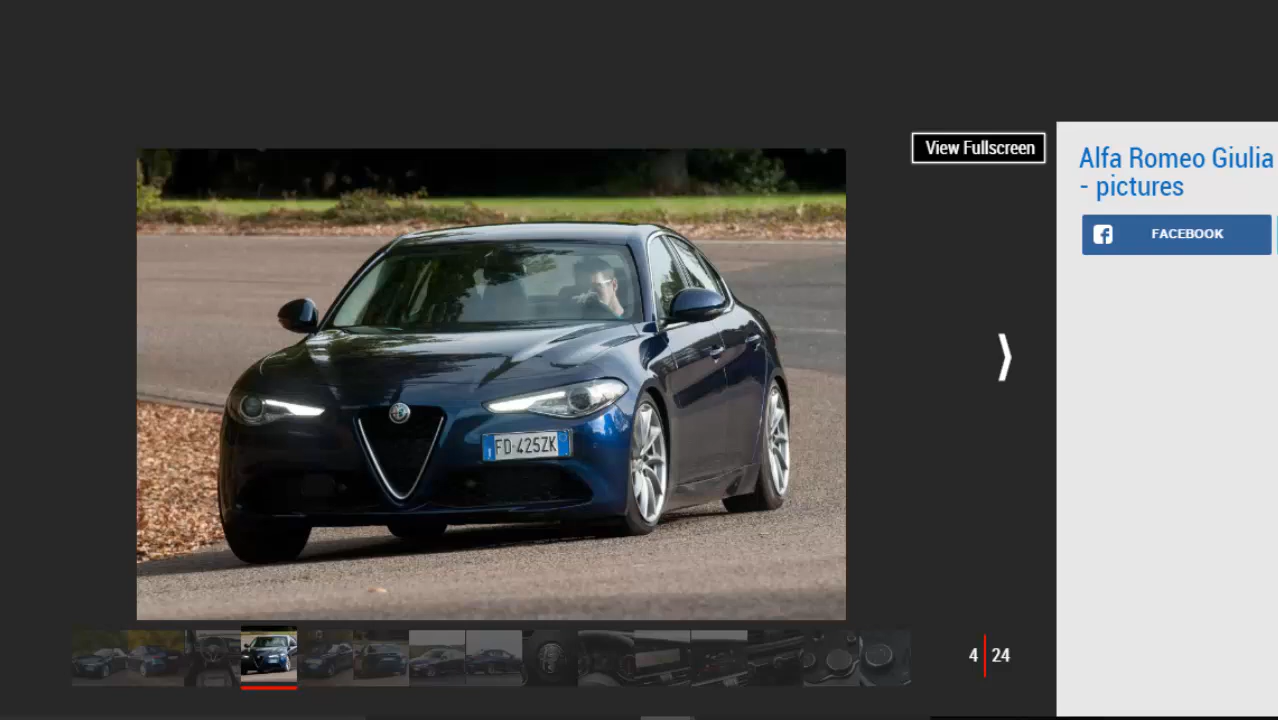 View Fullscreen
Alfa Romeo Giulia
- pictures
FACEBOOK
FD 425ZK
4 24